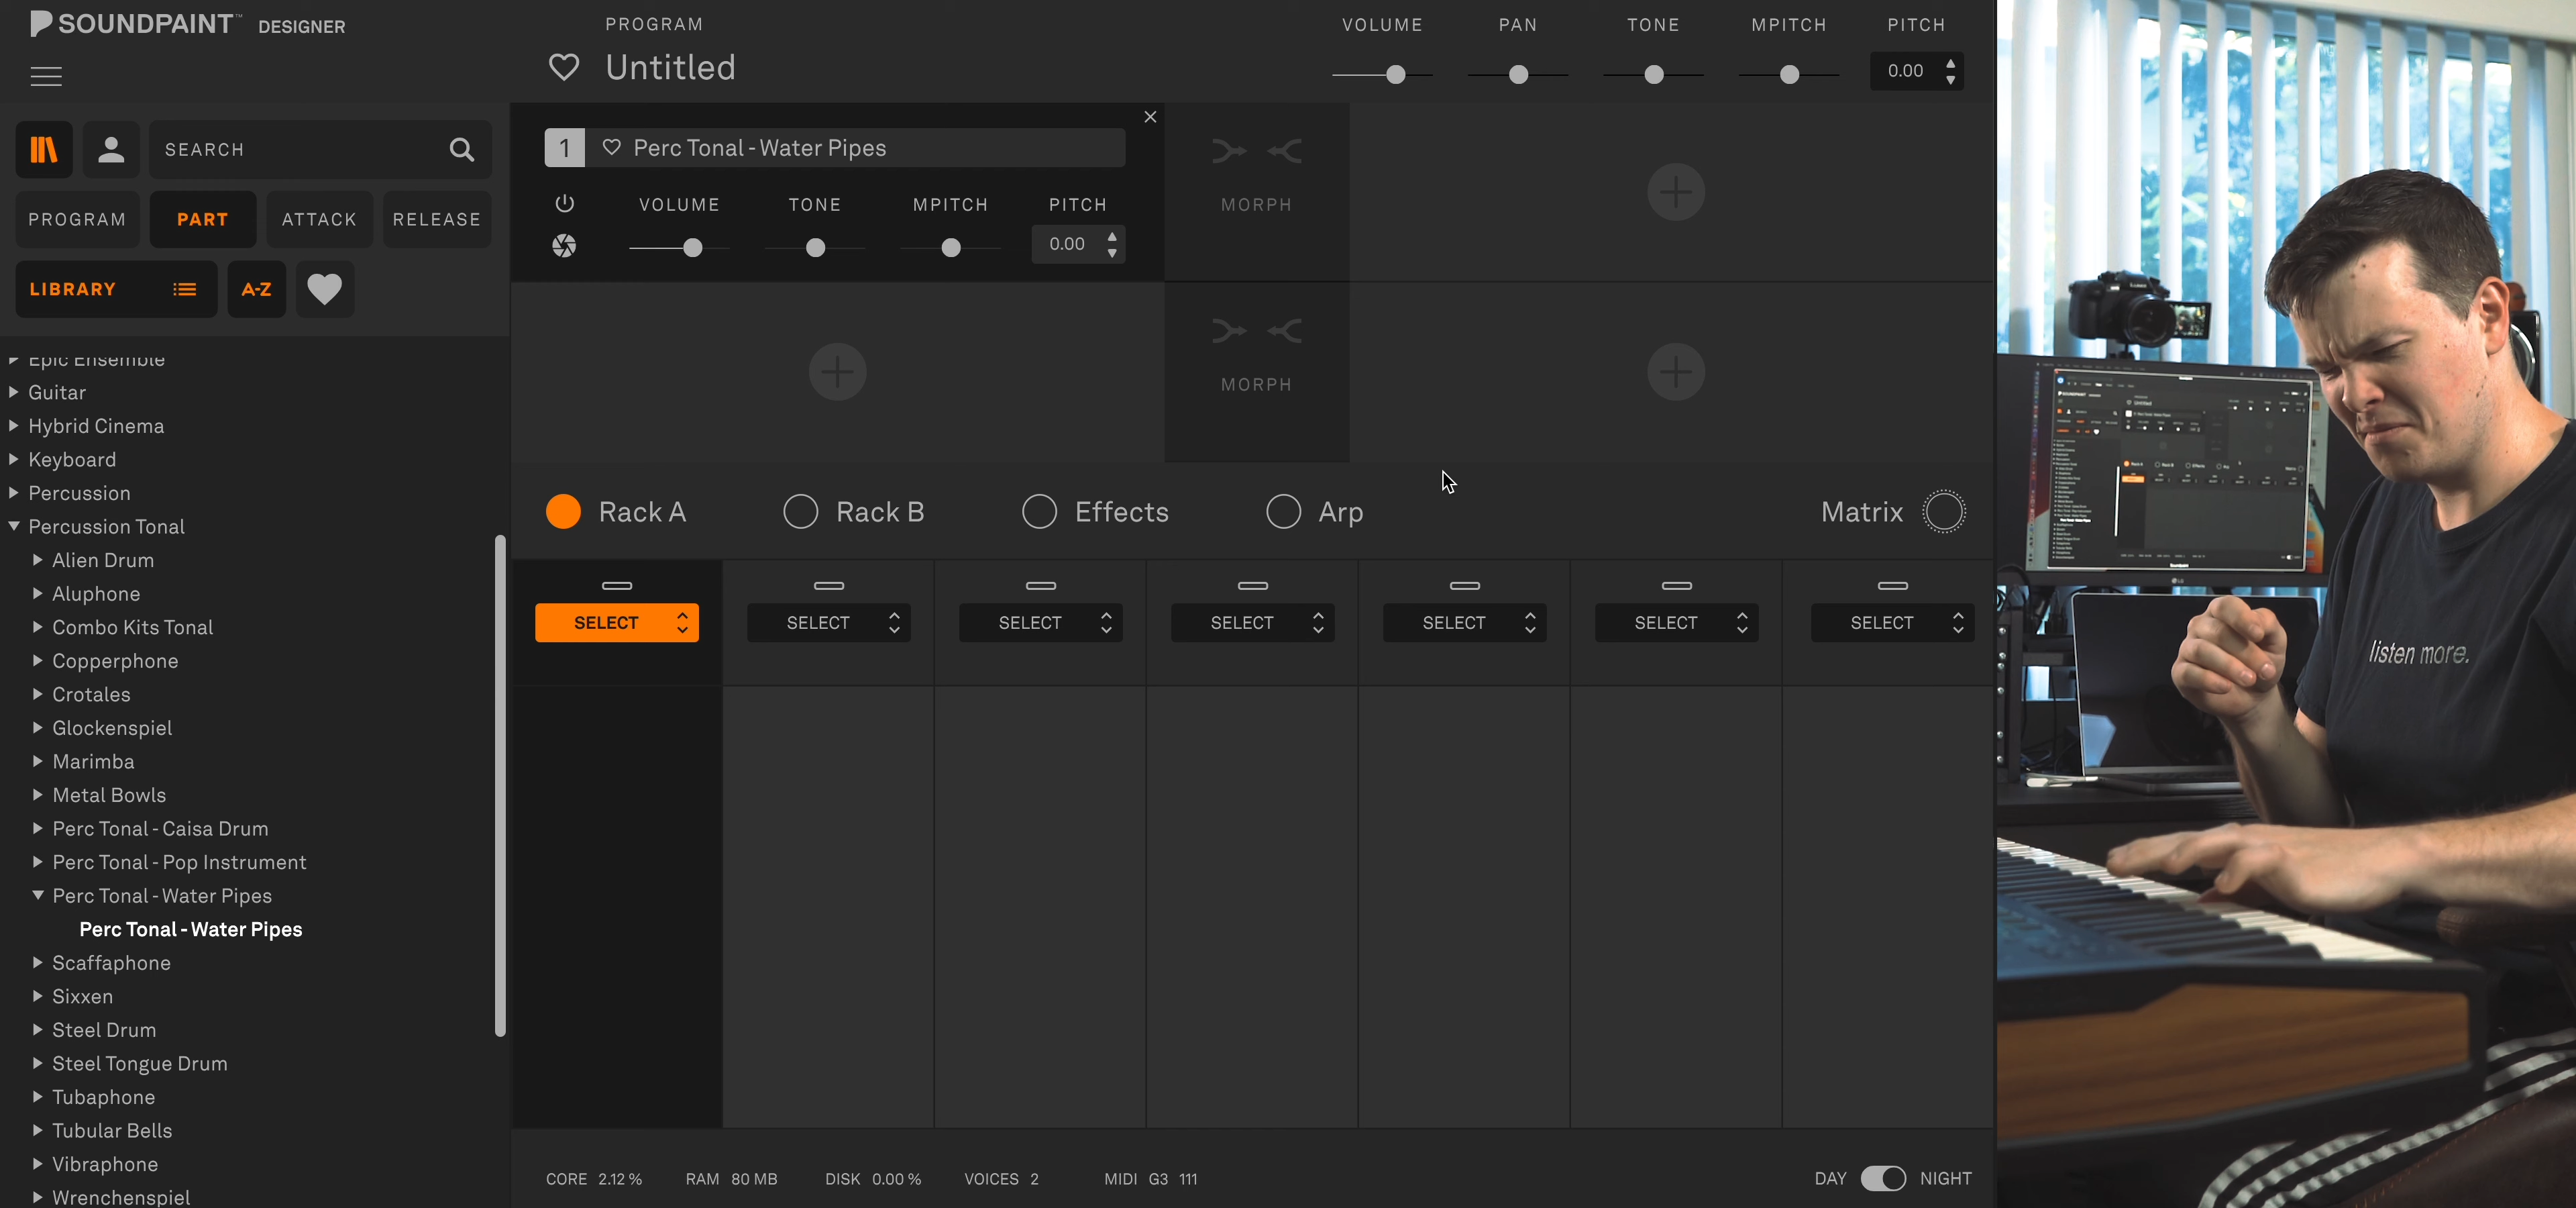 SOUNDPAINT™ DESIGNER
PROGRAM
Untitled
VOLUME PAN TONE MPITCH PITCH
0.00
SEARCH
PROGRAM PART ATTACK RELEASE
LIBRARY A-Z
1 Perc Tonal - Water Pipes
VOLUME TONE MPITCH PITCH
0.00
MORPH
MORPH
Epic Ensemble
Guitar
Hybrid Cinema
Keyboard
Percussion
Percussion Tonal
Alien Drum
Aluphone
Combo Kits Tonal
Copperphone
Crotales
Glockenspiel
Marimba
Metal Bowls
Perc Tonal - Caisa Drum
Perc Tonal - Pop Instrument
Perc Tonal - Water Pipes
Perc Tonal - Water Pipes
Scaffaphone
Sixxen
Steel Drum
Steel Tongue Drum
Tubaphone
Tubular Bells
Vibraphone
Wrenchenspiel
Rack A Rack B Effects Arp Matrix
SELECT SELECT SELECT SELECT SELECT SELECT SELECT
CORE 2.12 % RAM 80 MB DISK 0.00 % VOICES 2 MIDI G3 111
DAY NIGHT
listen more.